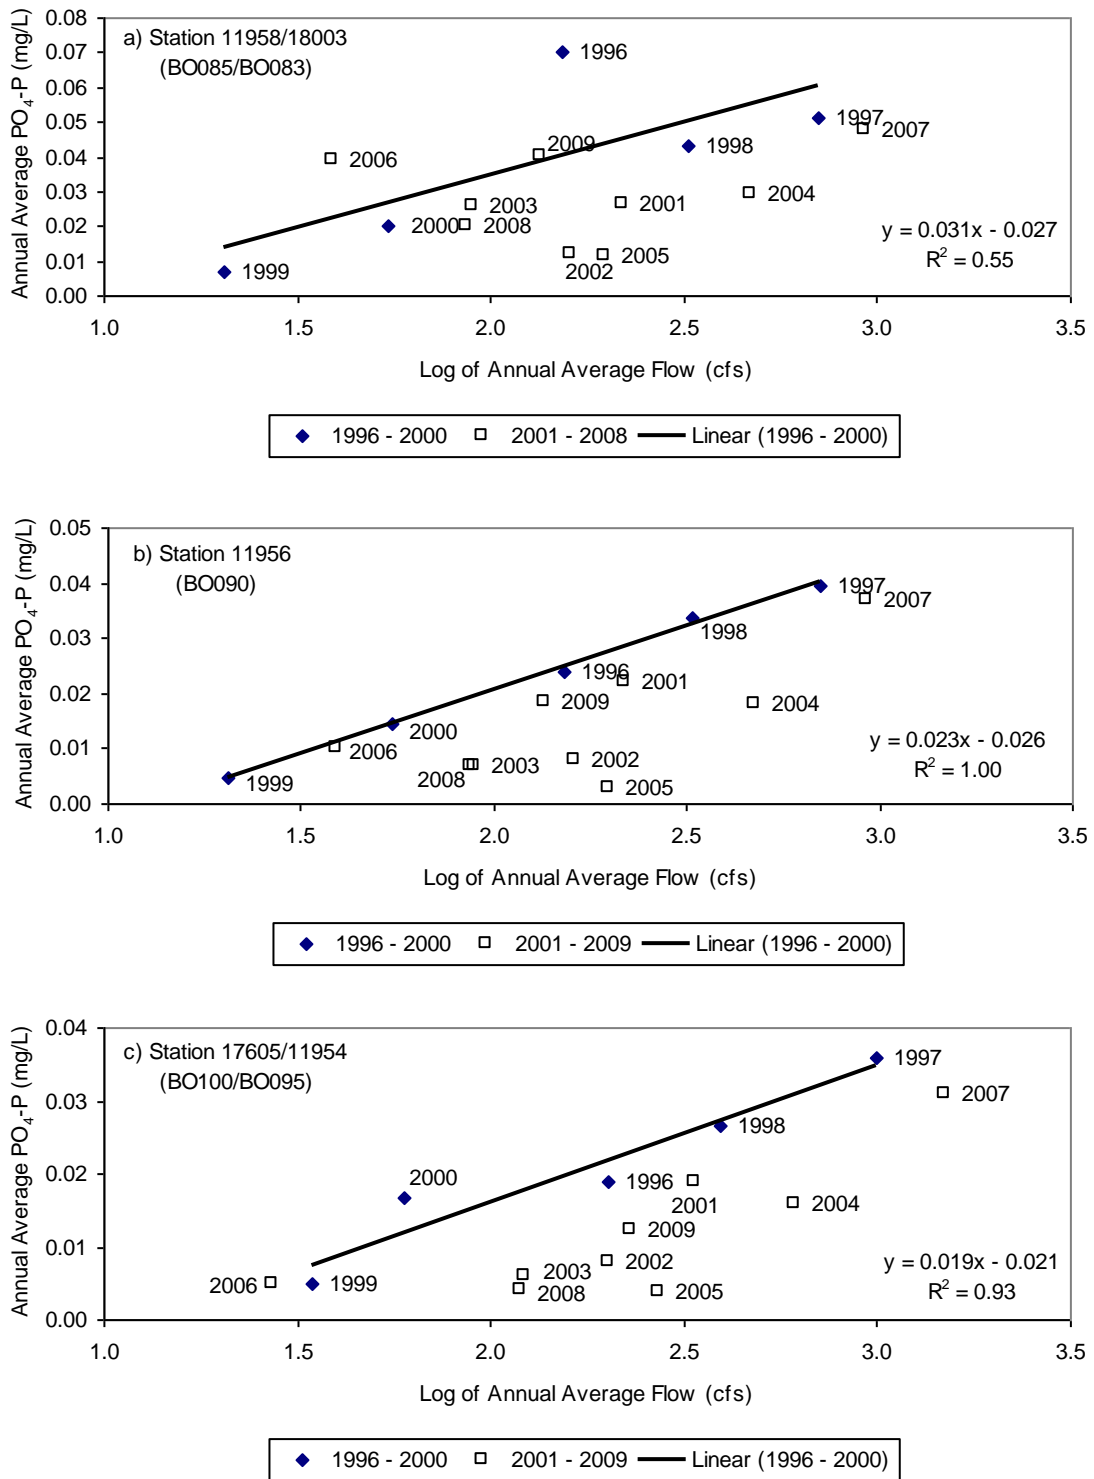 0.08
0.07
0.06
0.05
0.04
0.03
0.02
0.01
0.00
Annual Average PO4-P (mg/L)
a) Station 11958/18003
(BO085/BO083)
1996
1997
2007
1998
2009
2006
2004
2001
2003
2000
2008
2005
2002
1999
y = 0.031x - 0.027
R2 = 0.55
1.0 1.5 2.0 2.5 3.0 3.5
Log of Annual Average Flow (cfs)
1996 - 2000 2001 - 2008 Linear (1996 - 2000)
0.05
0.04
0.03
0.02
0.01
0.00
Annual Average PO4-P (mg/L)
b) Station 11956
(BO090)
1997
2007
1998
1996
2001
2009
2004
2000
2006
2002
2003
2008
2005
1999
y = 0.023x - 0.026
R2 = 1.00
1.0 1.5 2.0 2.5 3.0 3.5
Log of Annual Average Flow (cfs)
1996 - 2000 2001 - 2009 Linear (1996 - 2000)
0.04
0.03
0.02
0.01
0.00
Annual Average PO4-P (mg/L)
c) Station 17605/11954
(BO100/BO095)
1997
2007
1998
2000
1996
2001
2004
2009
2002
2003
2008
2005
2006
1999
y = 0.019x - 0.021
R2 = 0.93
1.0 1.5 2.0 2.5 3.0 3.5
Log of Annual Average Flow (cfs)
1996 - 2000 2001 - 2009 Linear (1996 - 2000)